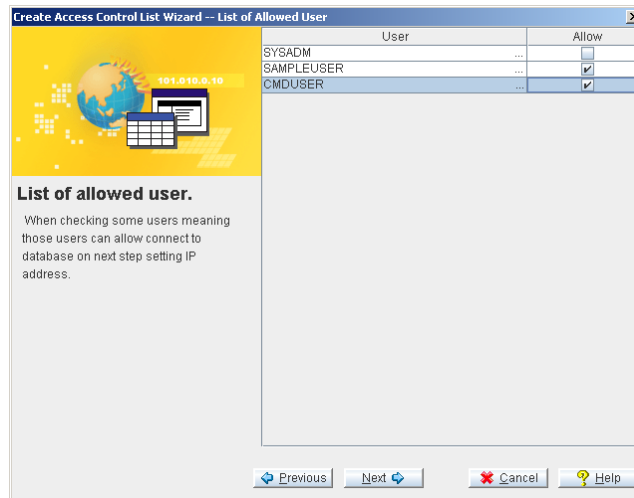 Create Access Control List Wizard -- List of Allowed User
101.010.0.10
List of allowed user.
When checking some users meaning
those users can allow connect to
database on next step setting IP
address.
User Allow
SYSADM ...
SAMPLEUSER ...
CMDUSER ...
Previous Next Cancel Help